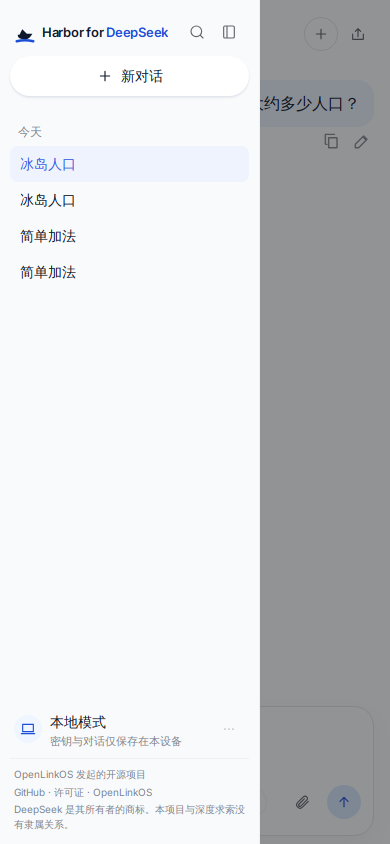 Harbor for DeepSeek
新对话
大约多少人口？
今天
冰岛人口
冰岛人口
简单加法
简单加法
本地模式
密钥与对话仅保存在本设备
OpenLinkOS 发起的开源项目
GitHub · 许可证 · OpenLinkOS
DeepSeek 是其所有者的商标。本项目与深度求索没
有隶属关系。